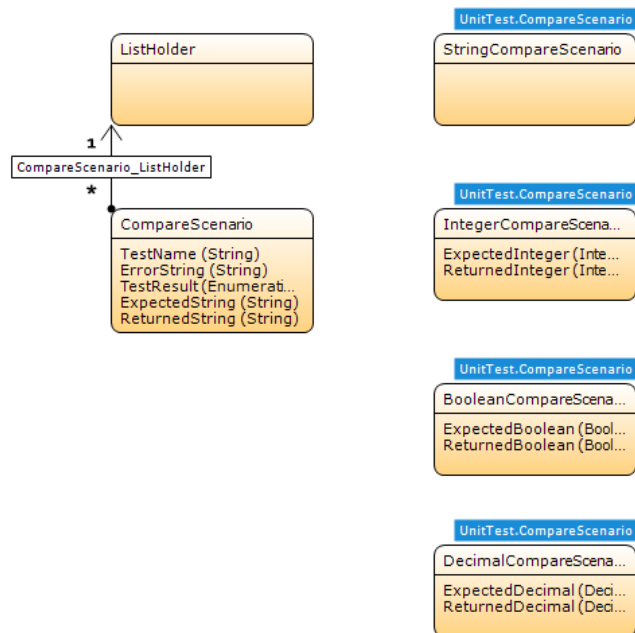 ListHolder
1
CompareScenario_ListHolder
*
CompareScenario
TestName (String)
ErrorString (String)
TestResult (Enumerati...
ExpectedString (String)
ReturnedString (String)
UnitTest.CompareScenario
StringCompareScenario
UnitTest.CompareScenario
IntegerCompareScena...
ExpectedInteger (Inte...
ReturnedInteger (Inte...
UnitTest.CompareScenario
BooleanCompareScena...
ExpectedBoolean (Bool...
ReturnedBoolean (Bool...
UnitTest.CompareScenario
DecimalCompareScena...
ExpectedDecimal (Deci...
ReturnedDecimal (Deci...